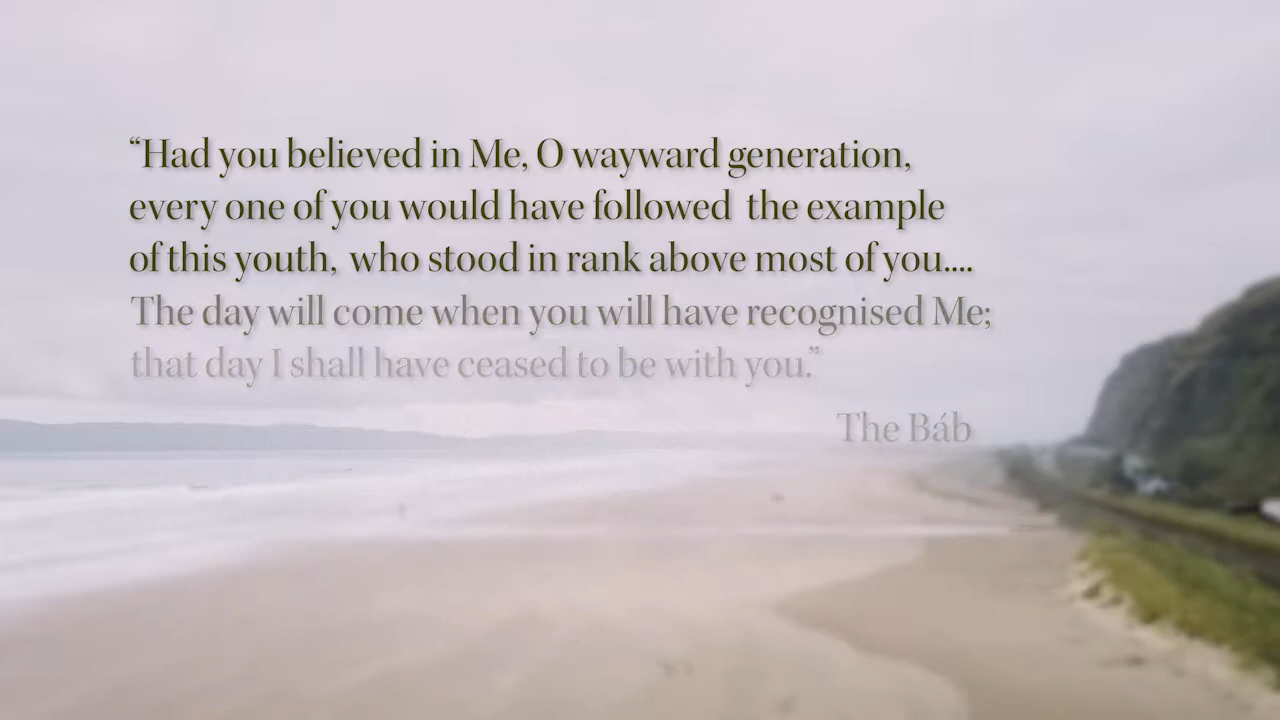 “Had you believed in Me, O wayward generation,
every one of you would have followed the example
of this youth, who stood in rank above most of you....
The day will come when you will have recognised Me;
that day I shall have ceased to be with you.”
The Báb